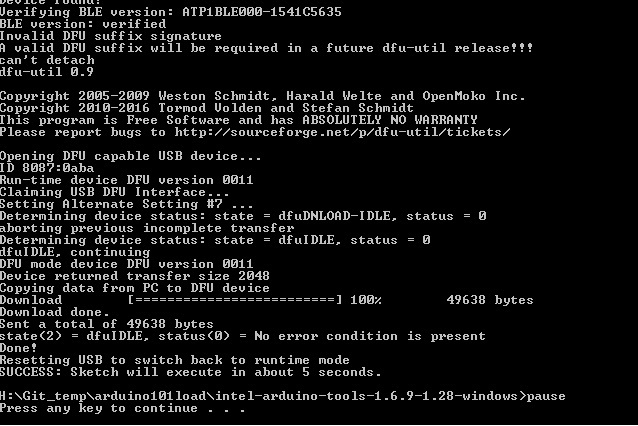 Device found!
Verifying BLE version: ATP1BLE000-1541C5635
BLE version: verified
Invalid DFU suffix signature
A valid DFU suffix will be required in a future dfu-util release!!!
can't detach
dfu-util 0.9
Copyright 2005-2009 Weston Schmidt, Harald Welte and OpenMoko Inc.
Copyright 2010-2016 Tormod Volden and Stefan Schmidt
This program is Free Software and has ABSOLUTELY NO WARRANTY
Please report bugs to http://sourceforge.net/p/dfu-util/tickets/
Opening DFU capable USB device...
ID 8087:0aba
Run-time device DFU version 0011
Claiming USB DFU Interface...
Setting Alternate Setting #7 ...
Determining device status: state = dfuDNLOAD-IDLE, status = 0
aborting previous incomplete transfer
Determining device status: state = dfuIDLE, status = 0
dfuIDLE, continuing
DFU mode device DFU version 0011
Device returned transfer size 2048
Copying data from PC to DFU device
Download        [=========================] 100%        49638 bytes
Download done.
Sent a total of 49638 bytes
state(2) = dfuIDLE, status(0) = No error condition is present
Done!
Resetting USB to switch back to runtime mode
SUCCESS: Sketch will execute in about 5 seconds.
H:\Git_temp\arduino101load\intel-arduino-tools-1.6.9-1.28-windows>pause
Press any key to continue . . .